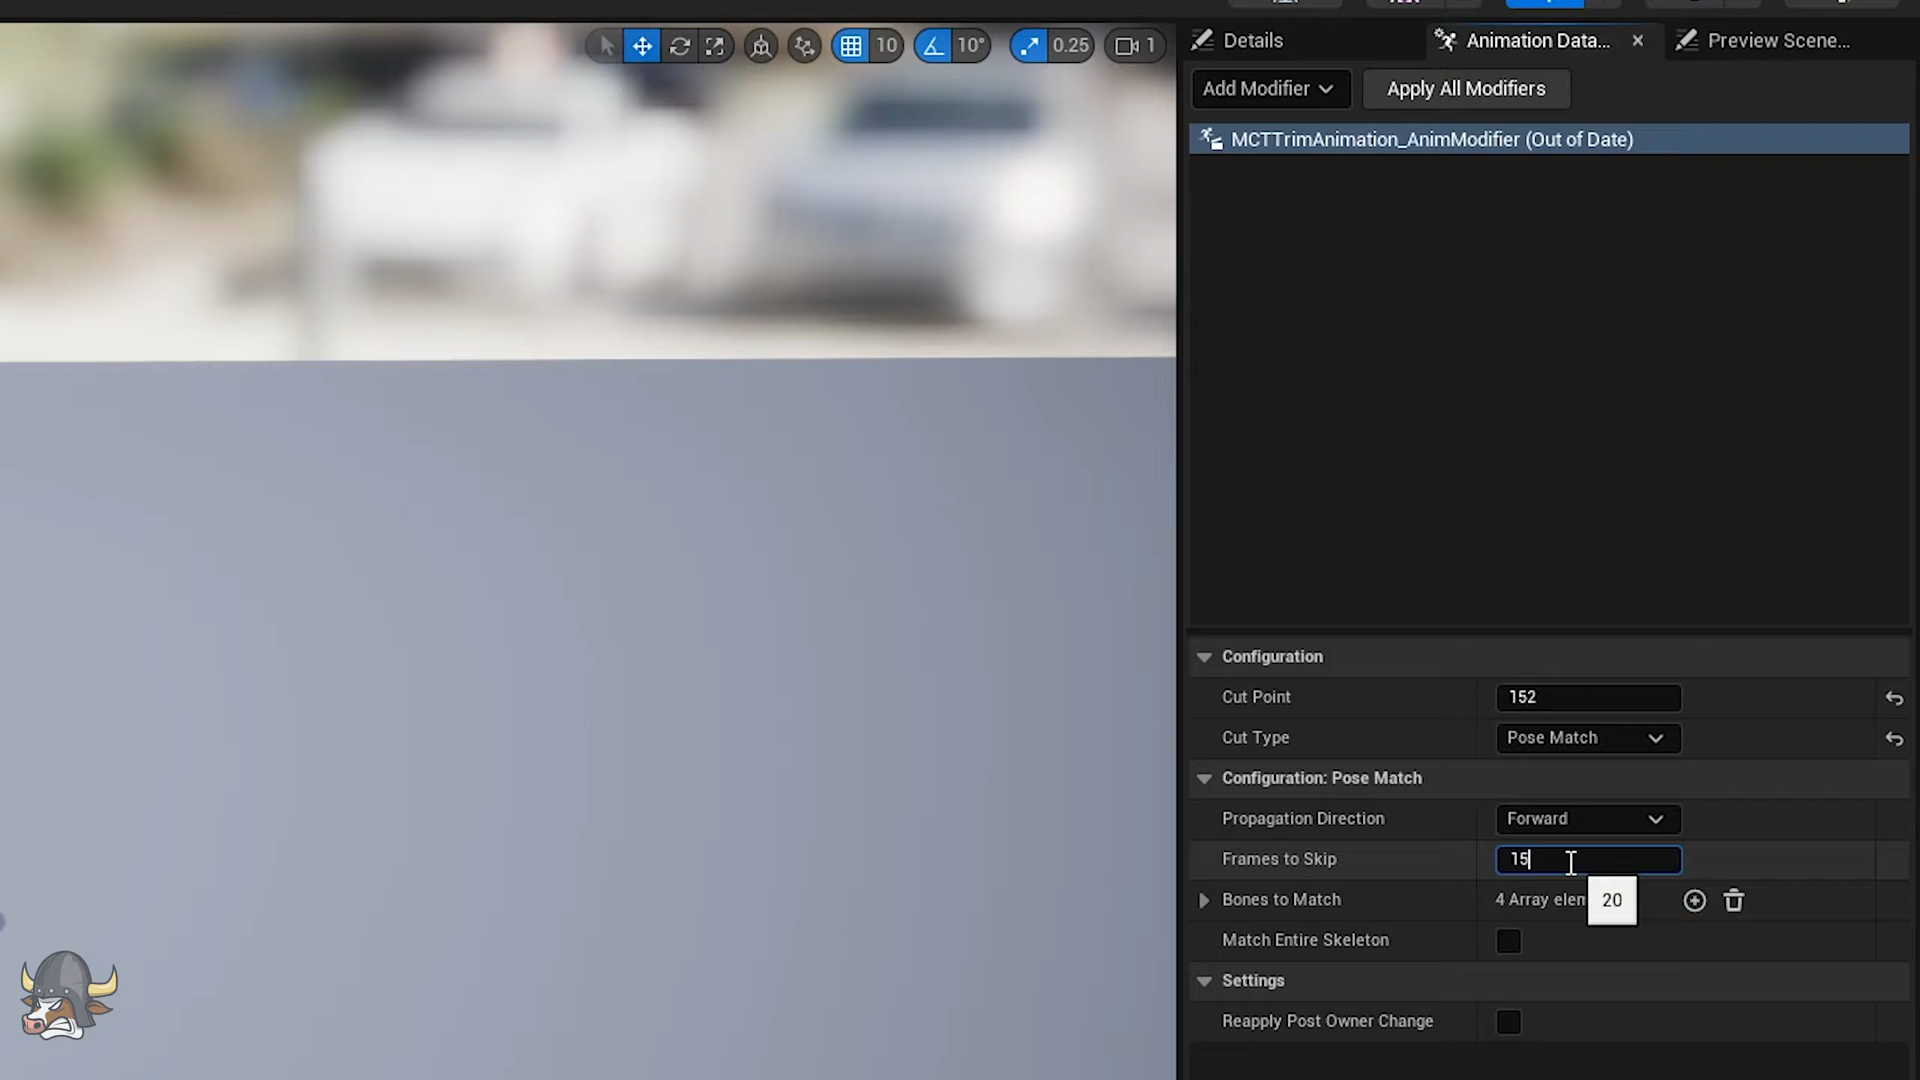 10
10°
0.25
1
Details
Animation Data...
Preview Scene...
Add Modifier
Apply All Modifiers
MCTTrimAnimation_AnimModifier (Out of Date)
Configuration
Cut Point
152
Cut Type
Pose Match
Configuration: Pose Match
Propagation Direction
Forward
Frames to Skip
15
Bones to Match
4 Array elem
20
Match Entire Skeleton
Settings
Reapply Post Owner Change